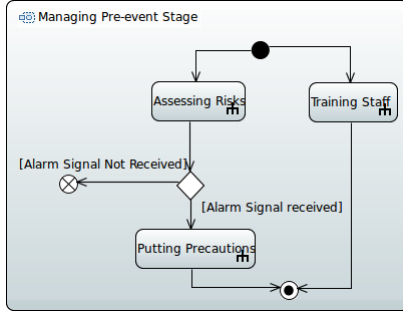 Managing Pre-event Stage
Assessing Risks
Training Staff
[Alarm Signal Not Received]
[Alarm Signal received]
Putting Precautions